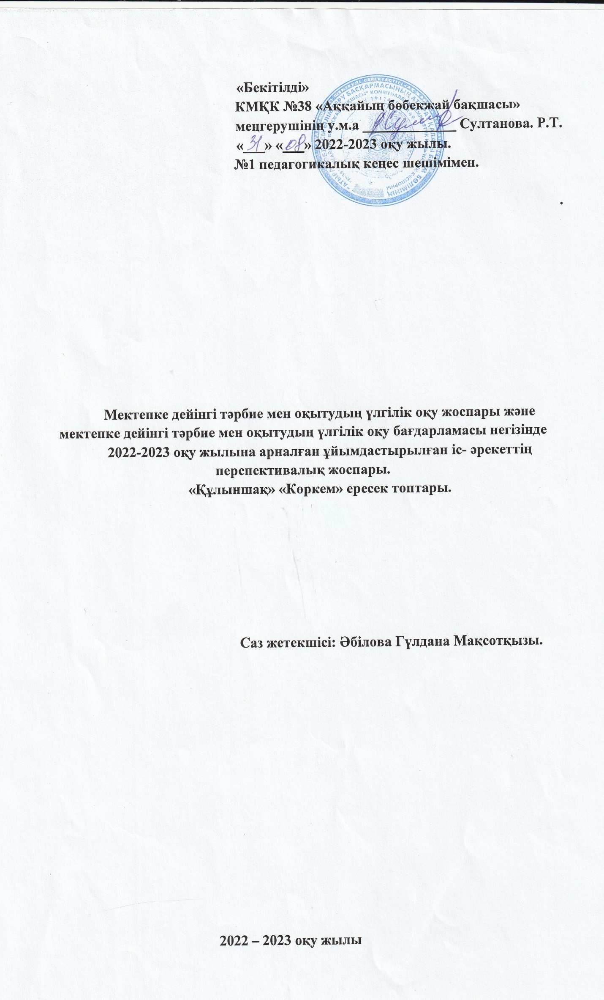 «Бекітілді»
КМҚК №38 «Аққайың бөбекжай бақшасы»
меңгерушінің у.м.а ____________ Султанова. Р.Т.
«31» «08» 2022-2023 оқу жылы.
№1 педагогикалық кеңес шешімімен.
Мектепке дейінгі тәрбие мен оқытудың үлгілік оқу жоспары және
мектепке дейінгі тәрбие мен оқытудың үлгілік оқу бағдарламасы негізінде
2022-2023 оқу жылына арналған ұйымдастырылған іс- әрекеттің
перспективалық жоспары.
«Құлыншақ» «Көркем» ересек топтары.
Саз жетекшісі: Әбілова Гүлдана Мақсотқызы.
2022 – 2023 оқу жылы